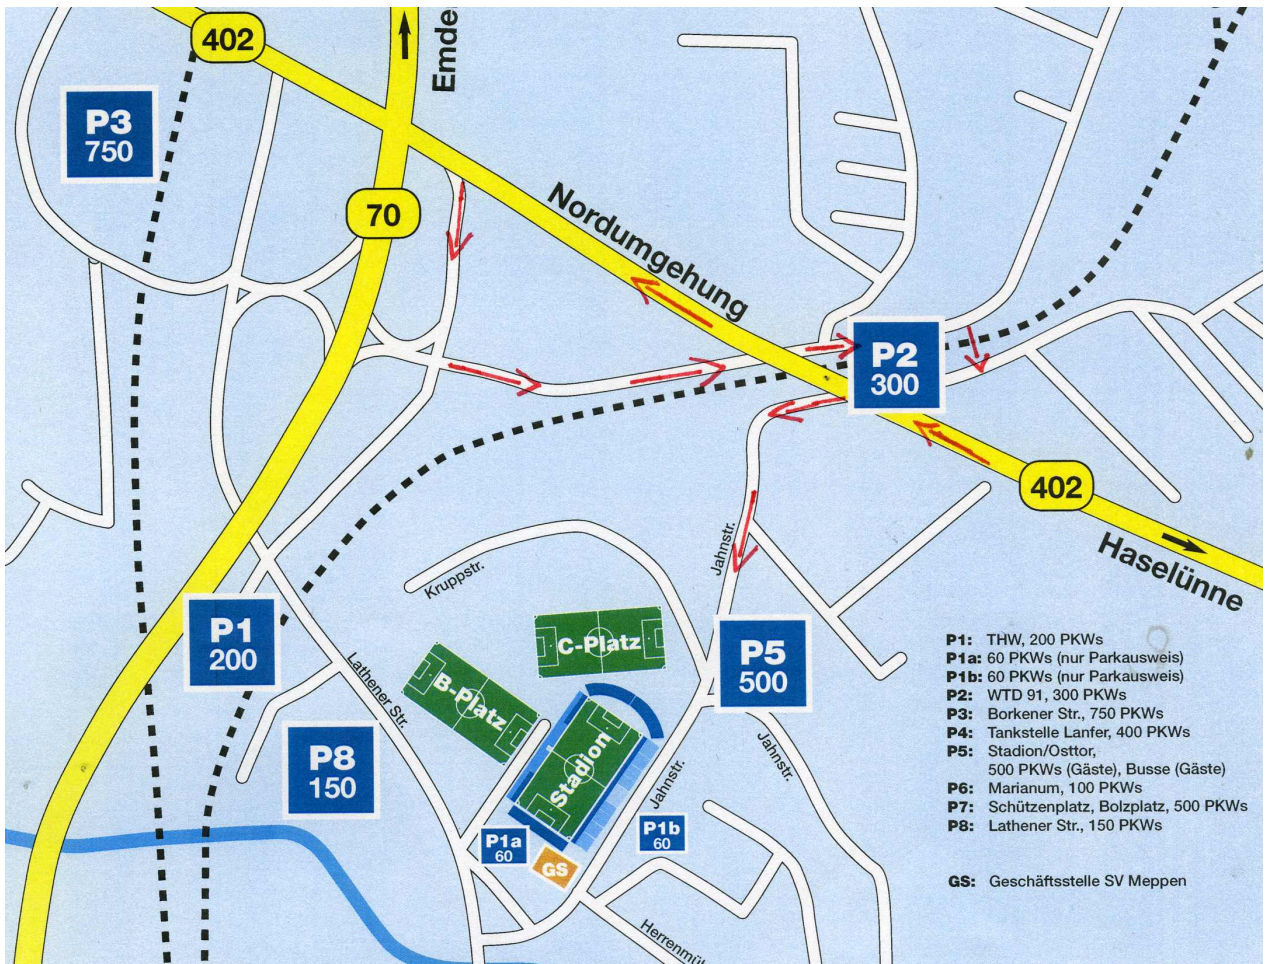 402
Emde
P3
750
70
Nordumgehung
P2
300
402
Haselünne
Jahnstr.
Kruppstr.
C-Platz
B-Platz
Stadion
P1
200
Lathener Str.
P5
500
P8
150
Jahnstr.
Jahnstr.
P1a
60
P1b
60
GS
Herrenmüh
P1: THW, 200 PKWs
P1a: 60 PKWs (nur Parkausweis)
P1b: 60 PKWs (nur Parkausweis)
P2: WTD 91, 300 PKWs
P3: Borkener Str., 750 PKWs
P4: Tankstelle Lanfer, 400 PKWs
P5: Stadion/Osttor,
500 PKWs (Gäste), Busse (Gäste)
P6: Marianum, 100 PKWs
P7: Schützenplatz, Bolzplatz, 500 PKWs
P8: Lathener Str., 150 PKWs
GS: Geschäftsstelle SV Meppen